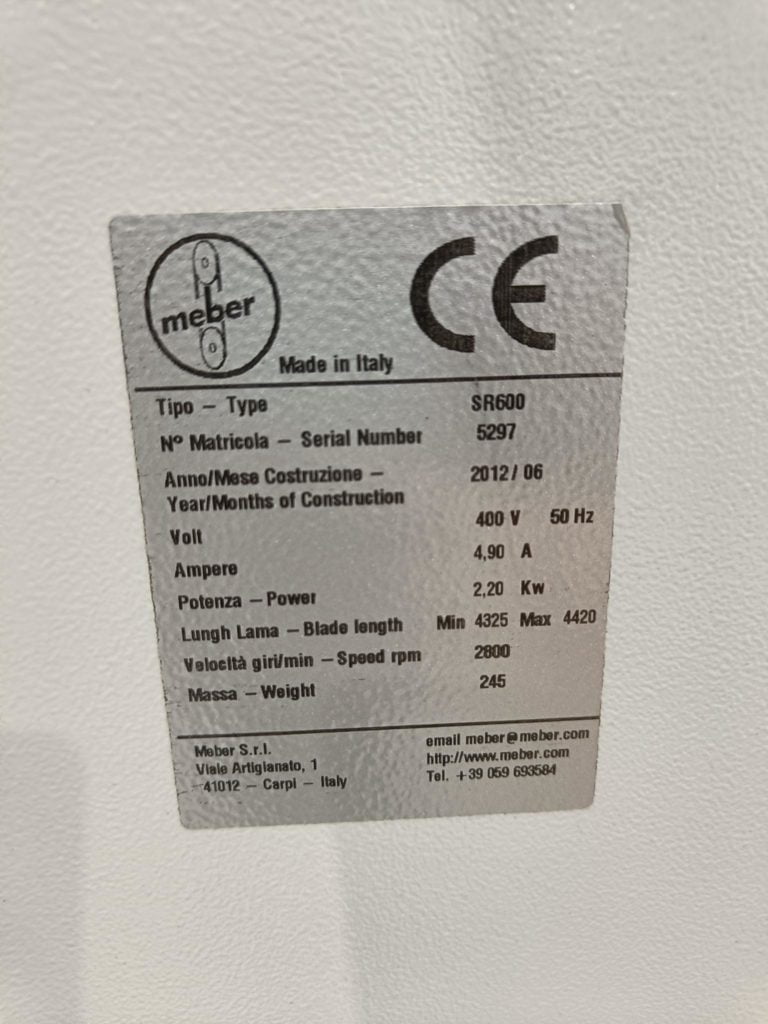 meber
CE
Made in Italy
Tipo – Type SR600
Nº Matricola – Serial Number 5297
Anno/Mese Costruzione – 2012 / 06
Year/Months of Construction
Volt 400 V 50 Hz
Ampere 4,90 A
Potenza – Power 2,20 Kw
Lungh Lama – Blade length Min 4325 Max 4420
Velocità giri/min – Speed rpm 2800
Massa – Weight 245
Meber S.r.l.
Viale Artigianato, 1
41012 – Carpi – Italy
email meber@meber.com
http://www.meber.com
Tel. +39 059 693584